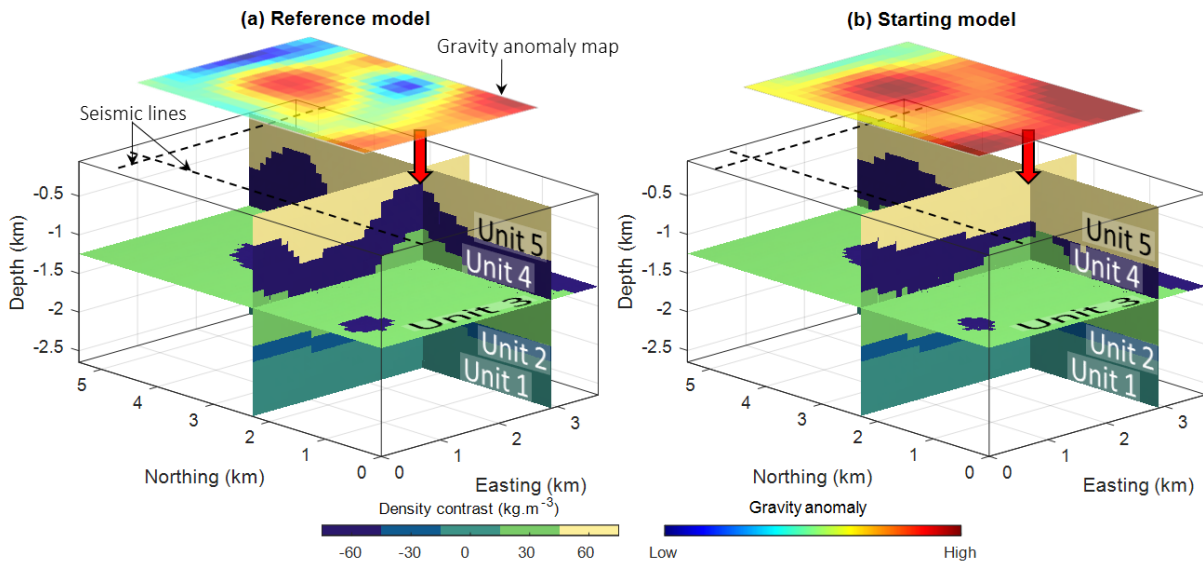 (a) Reference model
(b) Starting model
Gravity anomaly map
Seismic lines
Depth (km)
-0.5
-1
-1.5
-2
-2.5
Unit 5
Unit 4
Unit 3
Unit 2
Unit 1
5
4
3
2
1
0
0
1
2
3
Northing (km)
Easting (km)
Depth (km)
-0.5
-1
-1.5
-2
-2.5
Unit 5
Unit 4
Unit 3
Unit 2
Unit 1
5
4
3
2
1
0
0
1
2
3
Northing (km)
Easting (km)
Density contrast (kg.m⁻³)
-60 -30 0 30 60
Gravity anomaly
Low High